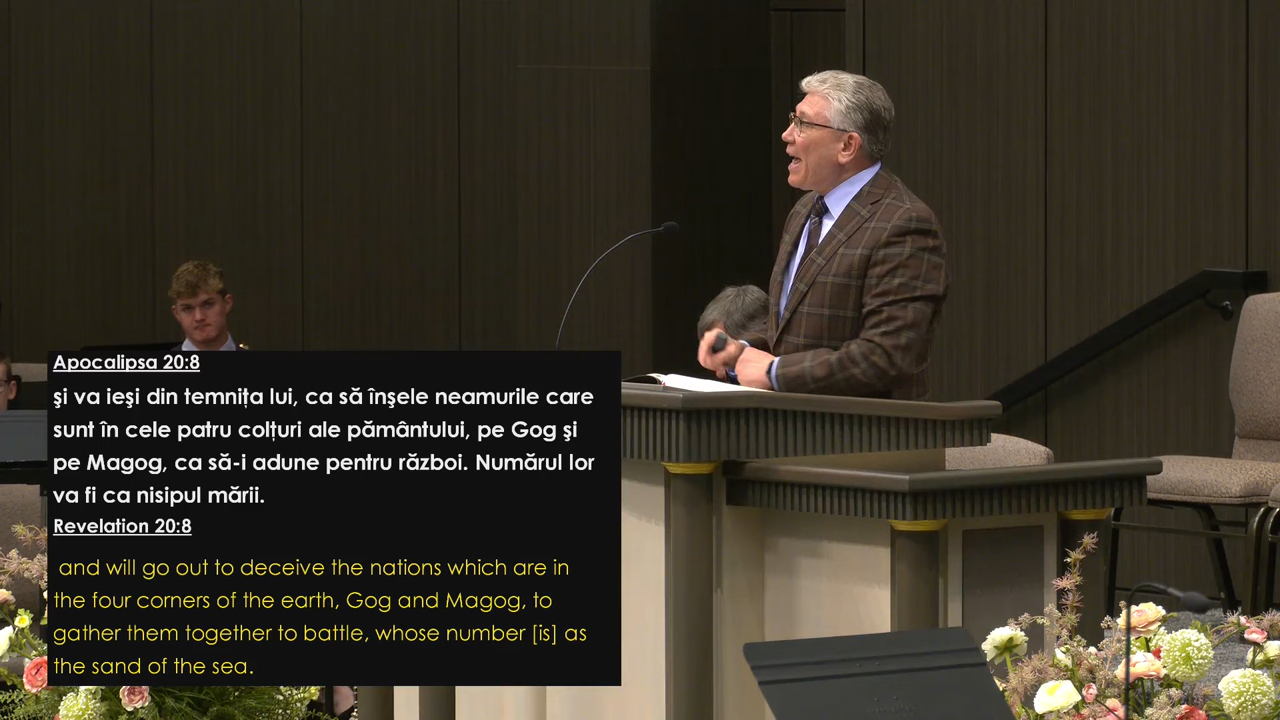 Apocalipsa 20:8
şi va ieşi din temnița lui, ca să înşele neamurile care
sunt în cele patru colțuri ale pământului, pe Gog şi
pe Magog, ca să-i adune pentru război. Numărul lor
va fi ca nisipul mării.
Revelation 20:8
and will go out to deceive the nations which are in
the four corners of the earth, Gog and Magog, to
gather them together to battle, whose number [is] as
the sand of the sea.